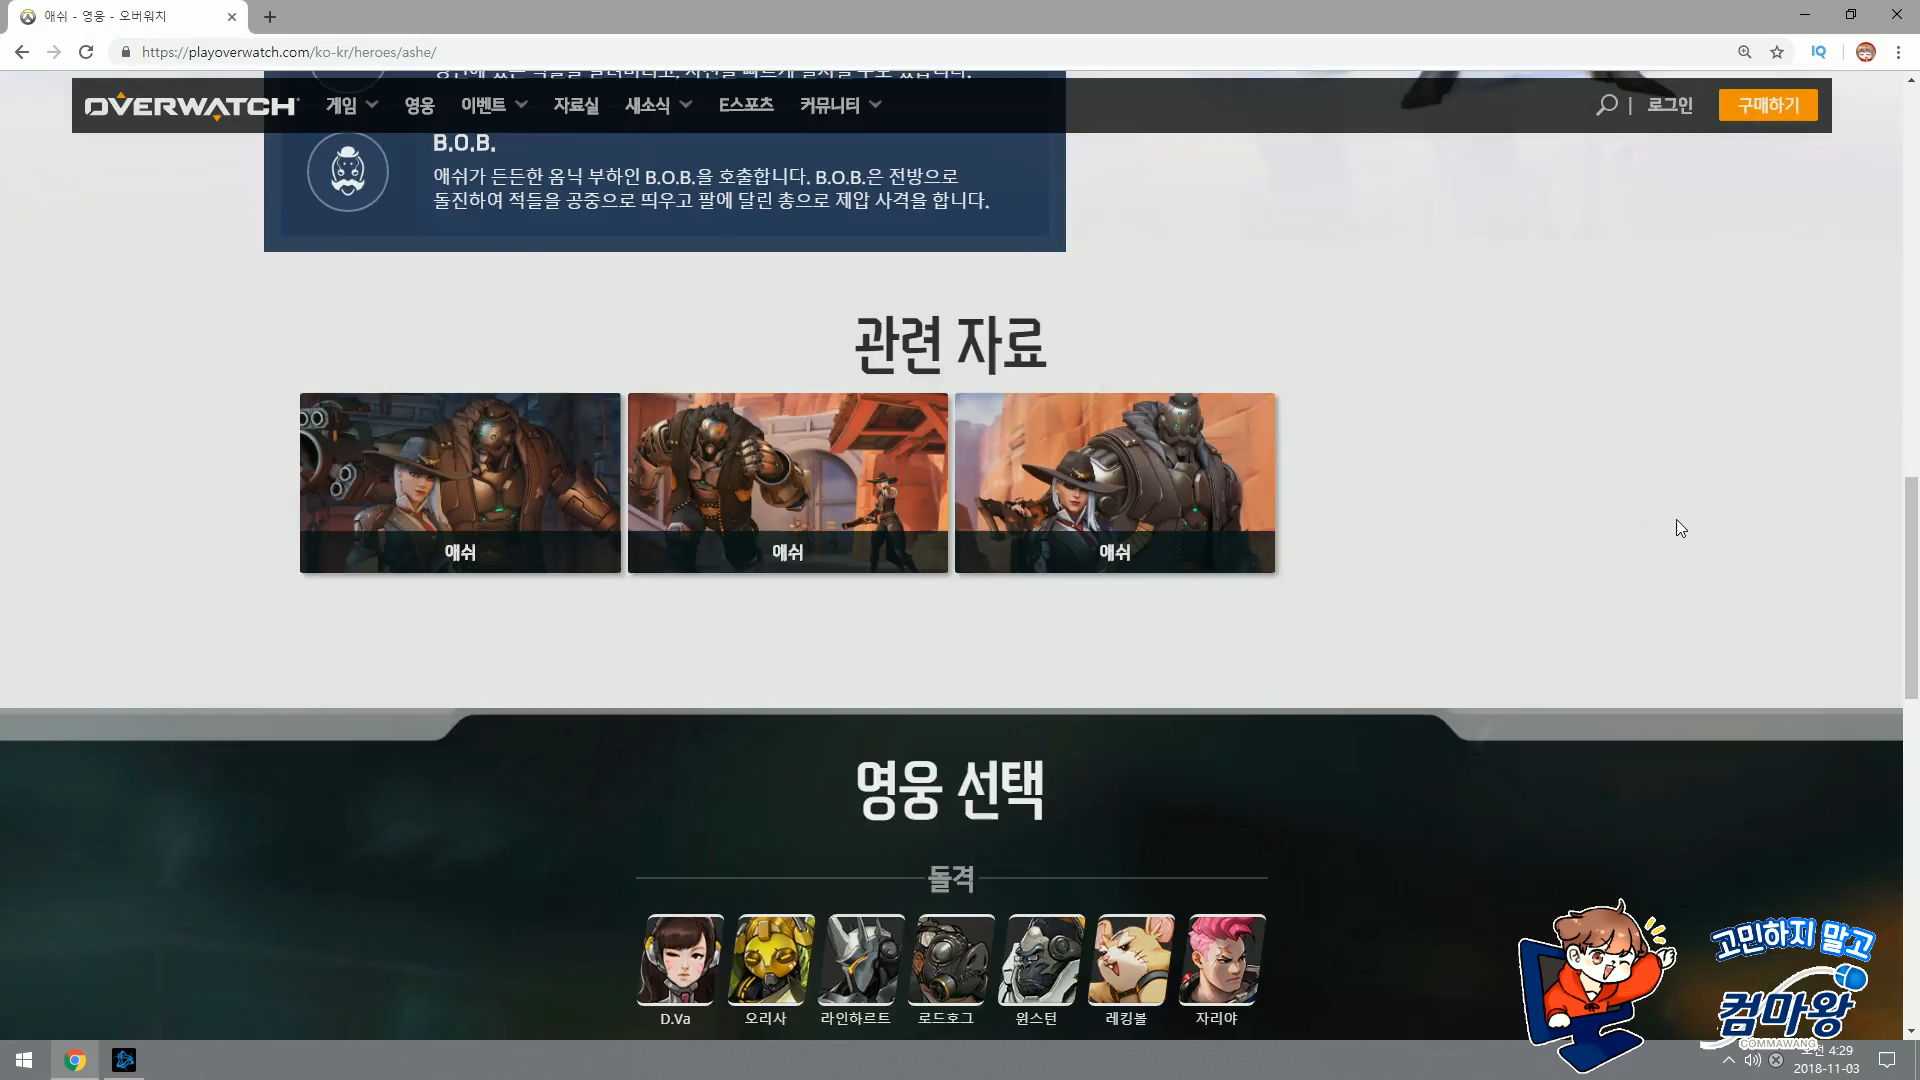 애쉬 - 영웅 - 오버워치
https://playoverwatch.com/ko-kr/heroes/ashe/
IQ
OVERWATCH
게임
영웅
이벤트
자료실
새소식
E스포츠
커뮤니티
로그인
구매하기
B.O.B.
애쉬가 든든한 옴닉 부하인 B.O.B.을 호출합니다. B.O.B.은 전방으로
돌진하여 적들을 공중으로 띄우고 팔에 달린 총으로 제압 사격을 합니다.
관련 자료
애쉬
애쉬
애쉬
영웅 선택
돌격
D.Va
오리사
라인하르트
로드호그
윈스턴
레킹볼
자리야
고민하지 말고
컴마왕
COMMAWANG
4:29
2018-11-03